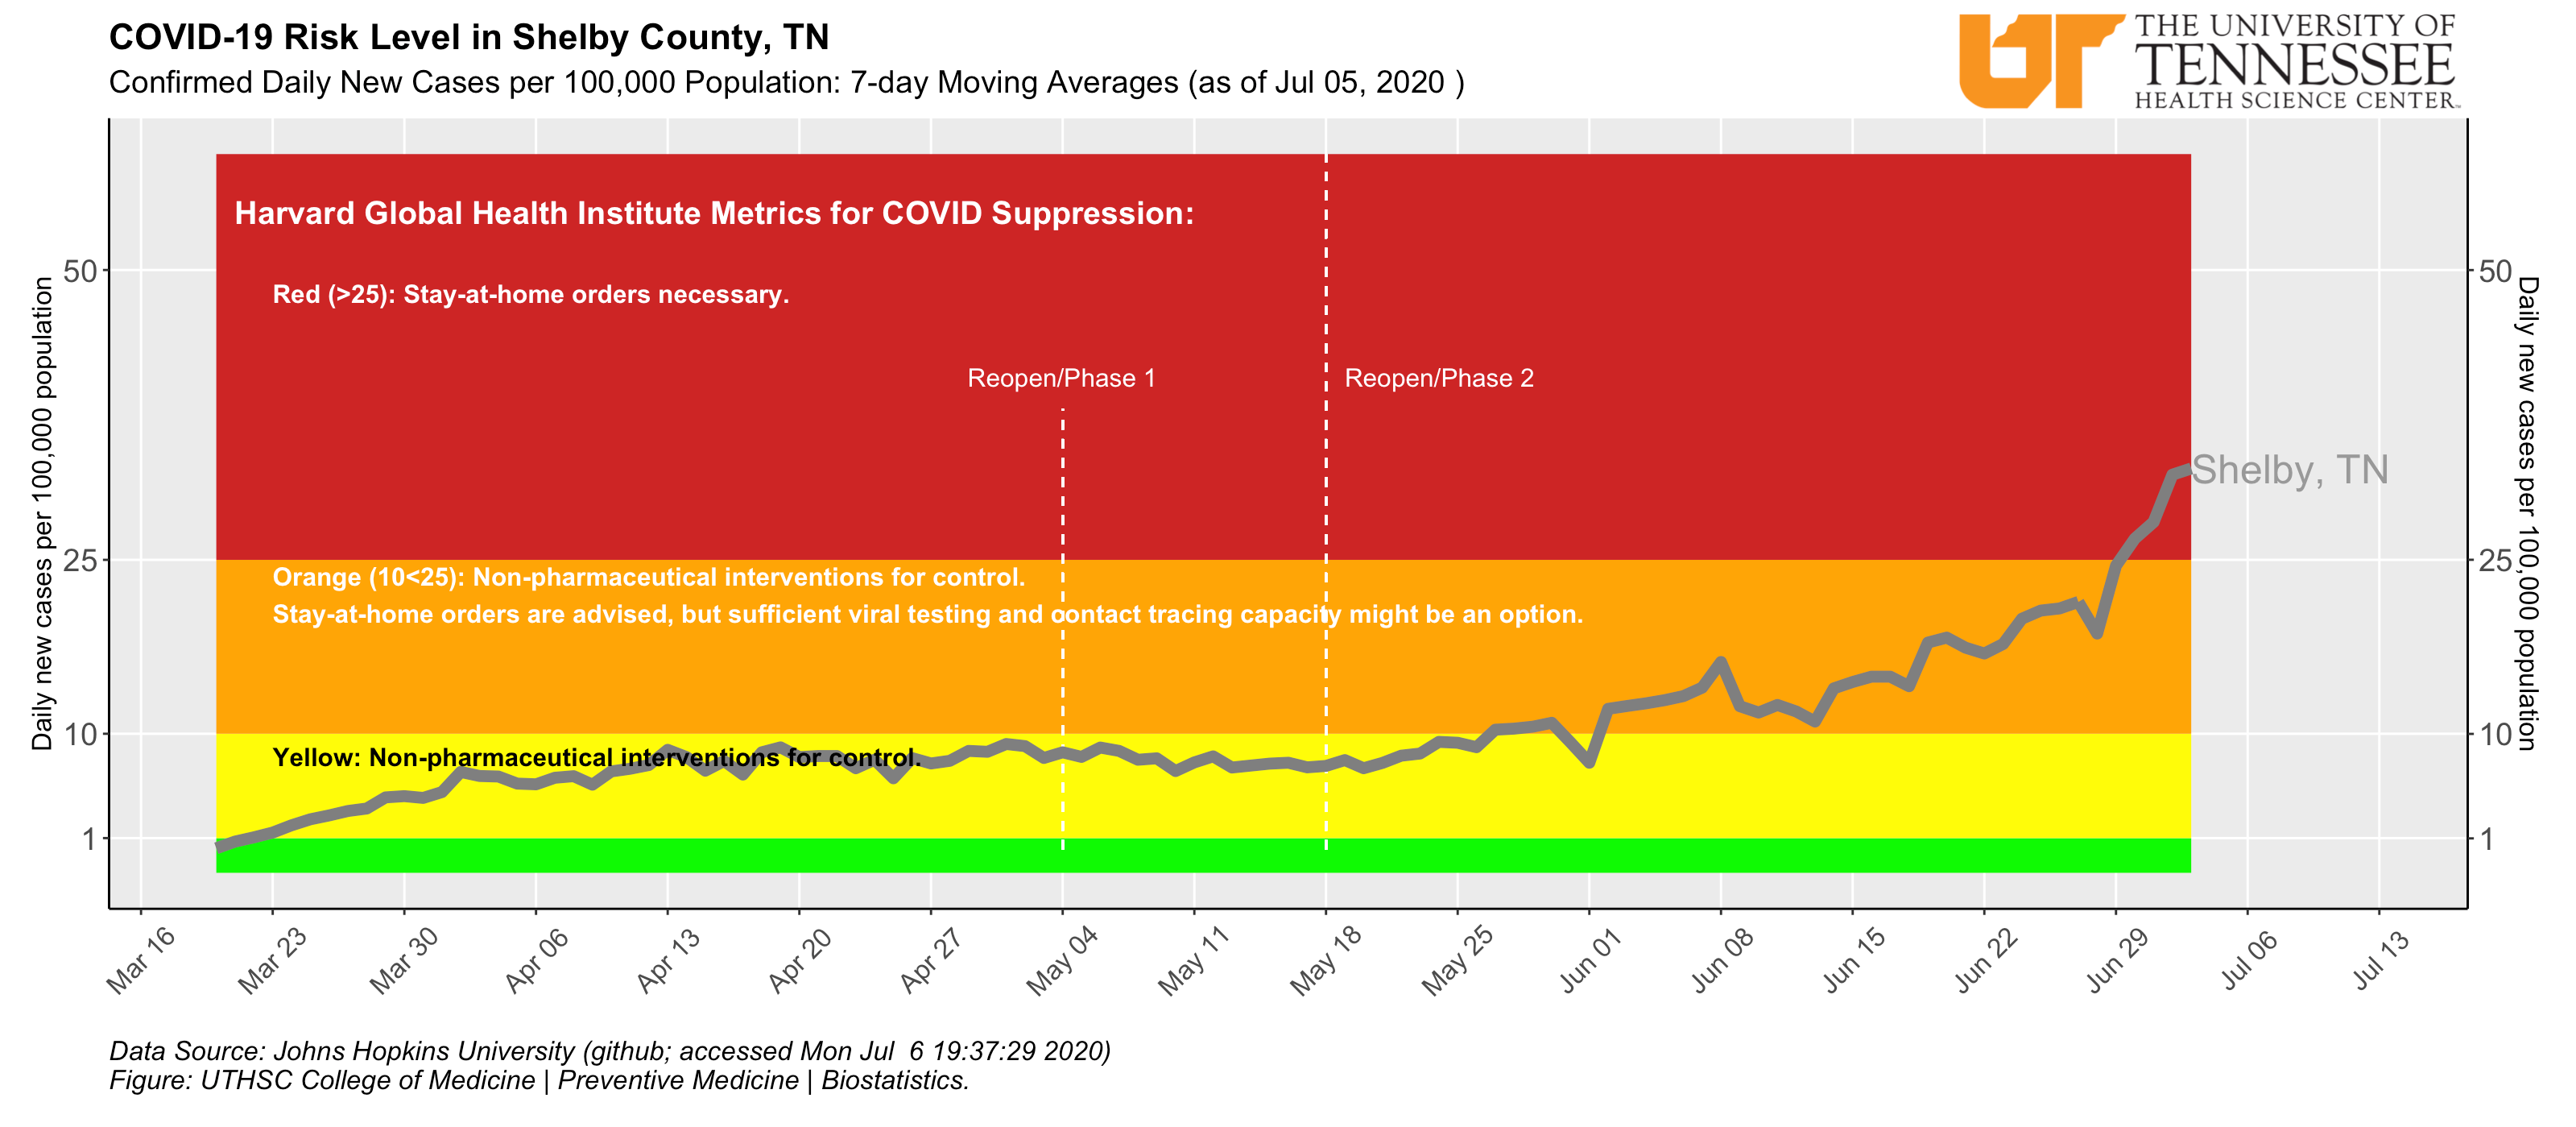 COVID-19 Risk Level in Shelby County, TN
Confirmed Daily New Cases per 100,000 Population: 7-day Moving Averages (as of Jul 05, 2020 )
UT
THE UNIVERSITY OF
TENNESSEE
HEALTH SCIENCE CENTER™
Harvard Global Health Institute Metrics for COVID Suppression:
Red (>25): Stay-at-home orders necessary.
Reopen/Phase 1
Reopen/Phase 2
Shelby, TN
Orange (10<25): Non-pharmaceutical interventions for control.
Stay-at-home orders are advised, but sufficient viral testing and contact tracing capacity might be an option.
Yellow: Non-pharmaceutical interventions for control.
Daily new cases per 100,000 population
50
25
10
1
50
25
10
1
Daily new cases per 100,000 population
Mar 16
Mar 23
Mar 30
Apr 06
Apr 13
Apr 20
Apr 27
May 04
May 11
May 18
May 25
Jun 01
Jun 08
Jun 15
Jun 22
Jun 29
Jul 06
Jul 13
Data Source: Johns Hopkins University (github; accessed Mon Jul  6 19:37:29 2020)
Figure: UTHSC College of Medicine | Preventive Medicine | Biostatistics.